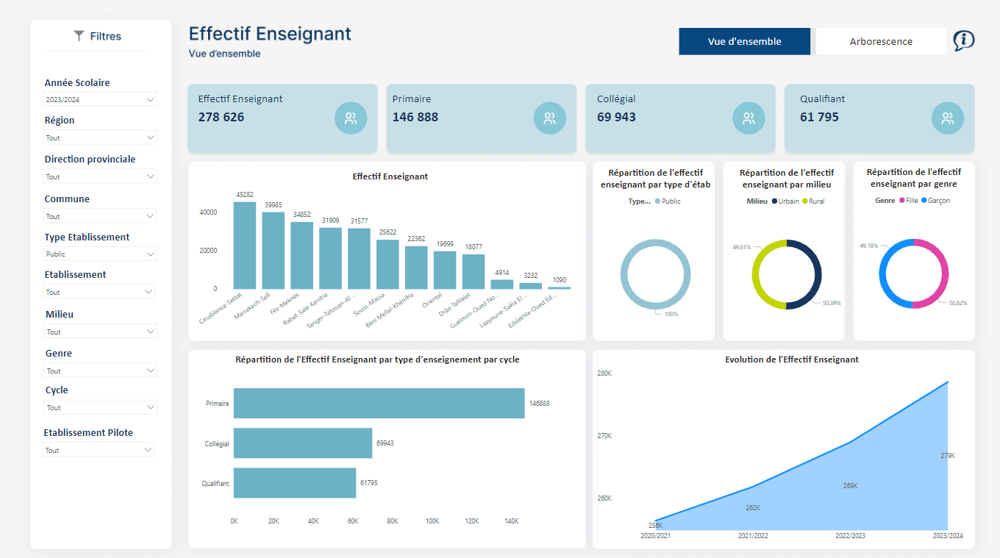 Filtres
Année Scolaire
2023/2024
Région
Tout
Direction provinciale
Tout
Commune
Tout
Type Etablissement
Public
Etablissement
Tout
Milieu
Tout
Genre
Tout
Cycle
Tout
Etablissement Pilote
Tout
Effectif Enseignant
Vue d'ensemble
Vue d'ensemble
Arborescence
Effectif Enseignant
278 626
Primaire
146 888
Collégial
69 943
Qualifiant
61 795
Effectif Enseignant
40000
20000
0
45282
39985
34852
31909
31577
25622
22362
19699
18077
4914
3232
1090
Casablanca-Settat
Marrakech-Safi
Fès-Meknès
Rabat-Salé-Kénitra
Tanger-Tetouan-Al ...
Souss-Massa
Béni Mellal-Khénifra
Oriental
Drâa Tafilalet
Guelmim-Oued No...
Laayoune-Sakia El ...
Eddakhla-Oued Ed...
Répartition de l'effectif
enseignant par type d'étab
Type... Public
100%
Répartition de l'effectif
enseignant par milieu
Milieu Urbain Rural
49,61%
50,39%
Répartition de l'effectif
enseignant par genre
Genre Fille Garçon
49,18%
50,82%
Répartition de l'Effectif Enseignant par type d'enseignement par cycle
Primaire
146888
Collégial
69943
Qualifiant
61795
0K 20K 40K 60K 80K 100K 120K 140K
Evolution de l'Effectif Enseignant
280K
270K
260K
256K
262K
269K
279K
2020/2021 2021/2022 2022/2023 2023/2024